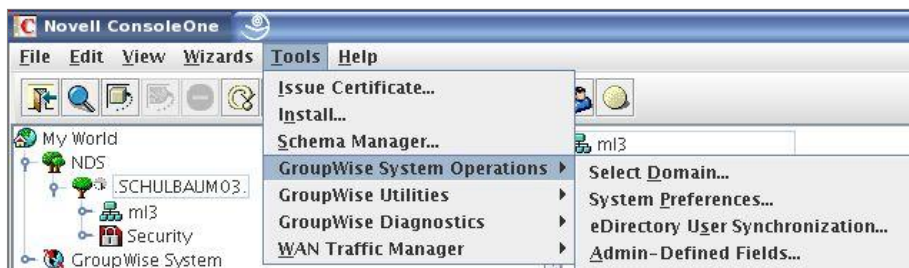 Novell ConsoleOne
File Edit View Wizards Tools Help
Issue Certificate...
Install...
Schema Manager...
GroupWise System Operations
GroupWise Utilities
GroupWise Diagnostics
WAN Traffic Manager
Select Domain...
System Preferences...
eDirectory User Synchronization...
Admin-Defined Fields...
My World
NDS
.SCHULBAUM03.
ml3
Security
GroupWise System
ml3